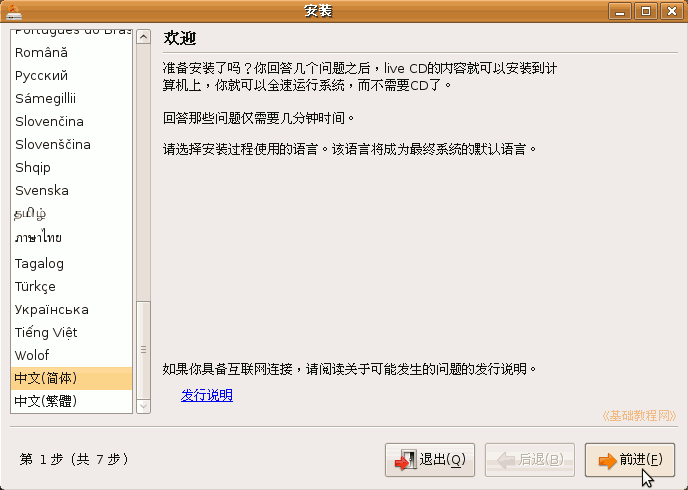 安装
Português do Bras
Română
Русский
Sámegillii
Slovenčina
Slovenščina
Shqip
Svenska
தமிழ்
ภาษาไทย
Tagalog
Türkçe
Українська
Tiếng Việt
Wolof
中文(简体)
中文(繁體)
欢迎
准备安装了吗？你回答几个问题之后，live CD的内容就可以安装到计
算机上，你就可以全速运行系统，而不需要CD了。
回答那些问题仅需要几分钟时间。
请选择安装过程使用的语言。该语言将成为最终系统的默认语言。
如果你具备互联网连接，请阅读关于可能发生的问题的发行说明。
发行说明
《基础教程网》
第 1步 (共 7 步)
退出(Q)
后退(B)
前进(F)